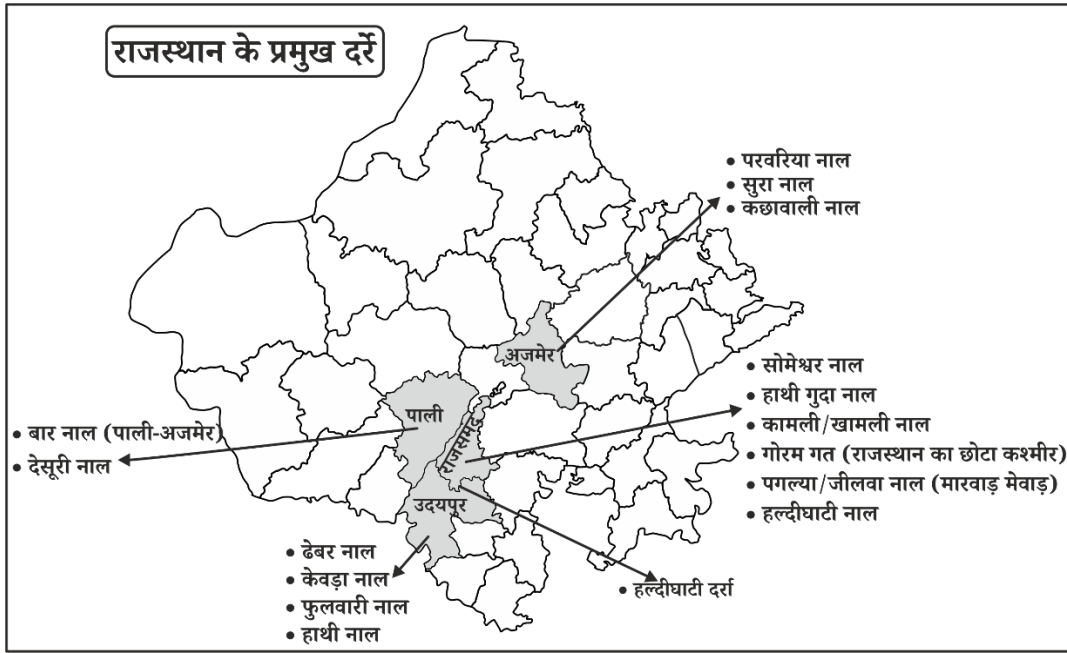 राजस्थान के प्रमुख दर्रे
• परवरिया नाल
• सुरा नाल
• कछावाली नाल
अजमेर
• सोमेश्वर नाल
• हाथी गुदा नाल
• कामली/खामली नाल
• गोरम गत (राजस्थान का छोटा कश्मीर)
• पगल्या/जीलवा नाल (मारवाड़ मेवाड़)
• हल्दीघाटी नाल
पाली
राजसमंद
• बार नाल (पाली-अजमेर)
• देसूरी नाल
उदयपुर
• ढेबर नाल
• केवड़ा नाल
• फुलवारी नाल
• हाथी नाल
• हल्दीघाटी दर्रा